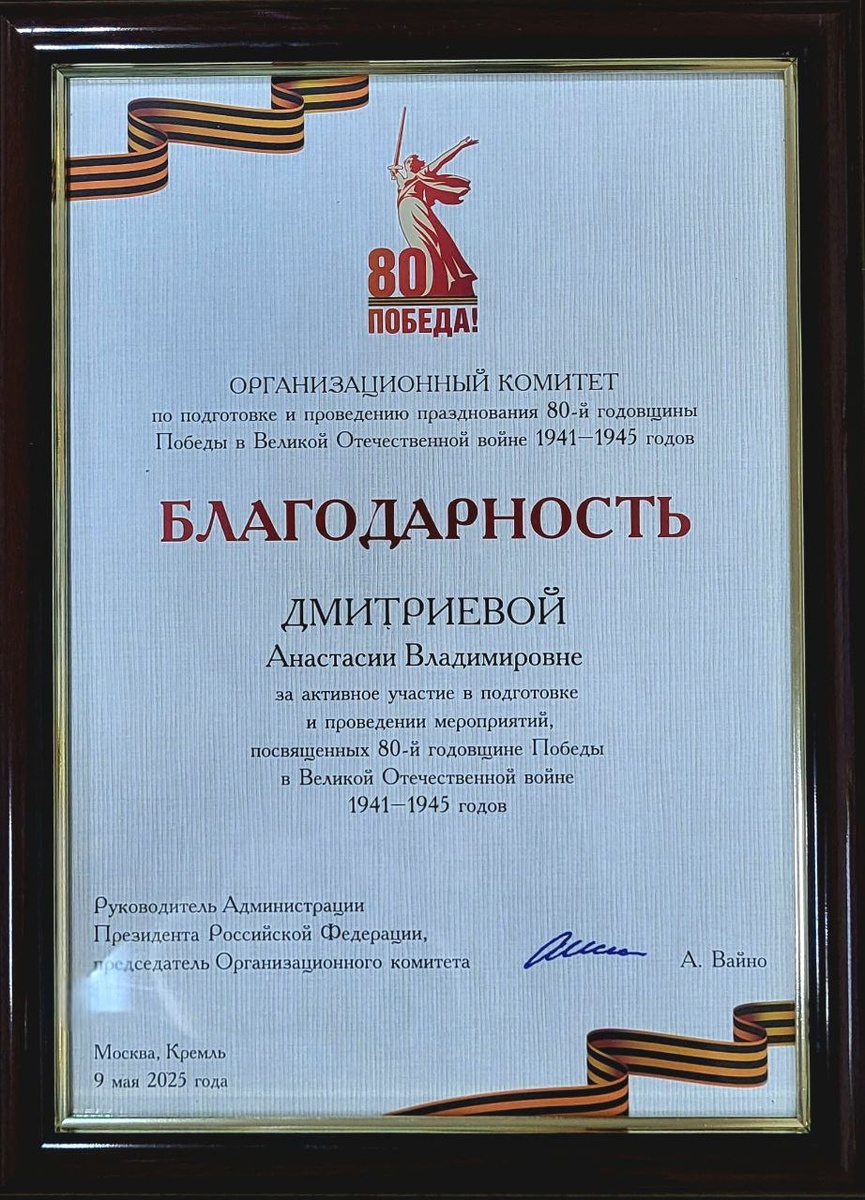 80
ПОБЕДА!
ОРГАНИЗАЦИОННЫЙ КОМИТЕТ
по подготовке и проведению празднования 80-й годовщины
Победы в Великой Отечественной войне 1941—1945 годов
БЛАГОДАРНОСТЬ
ДМИТРИЕВОЙ
Анастасии Владимировне
за активное участие в подготовке
и проведении мероприятий,
посвященных 80-й годовщине Победы
в Великой Отечественной войне
1941—1945 годов
Руководитель Администрации
Президента Российской Федерации,
председатель Организационного комитета
А. Вайно
Москва, Кремль
9 мая 2025 года